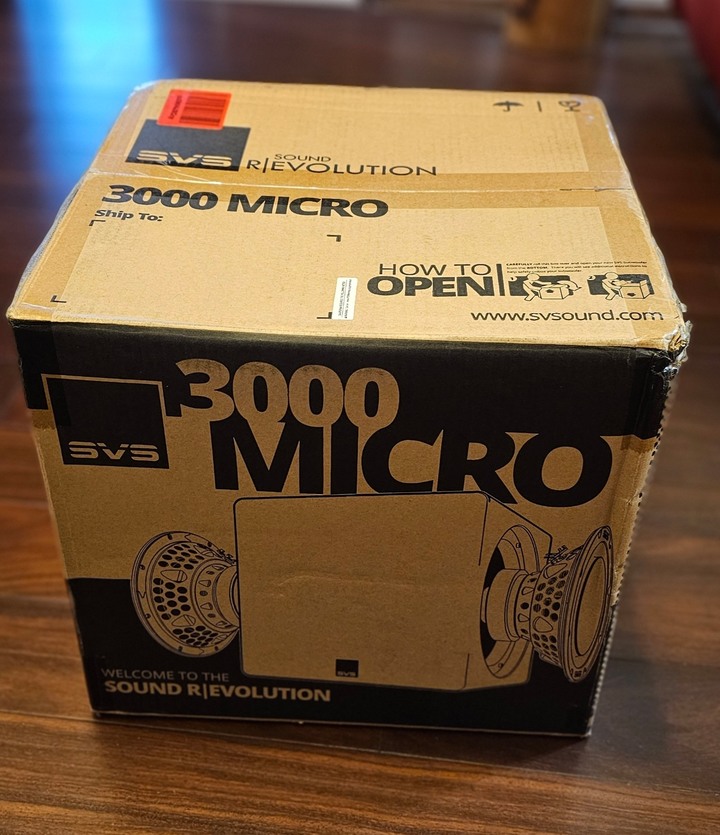 SVS
SOUND
R|EVOLUTION
3000 MICRO
Ship To:
HOW TO
OPEN
www.svsound.com
3000
MICRO
SVS
SVS
WELCOME TO THE
SOUND R|EVOLUTION